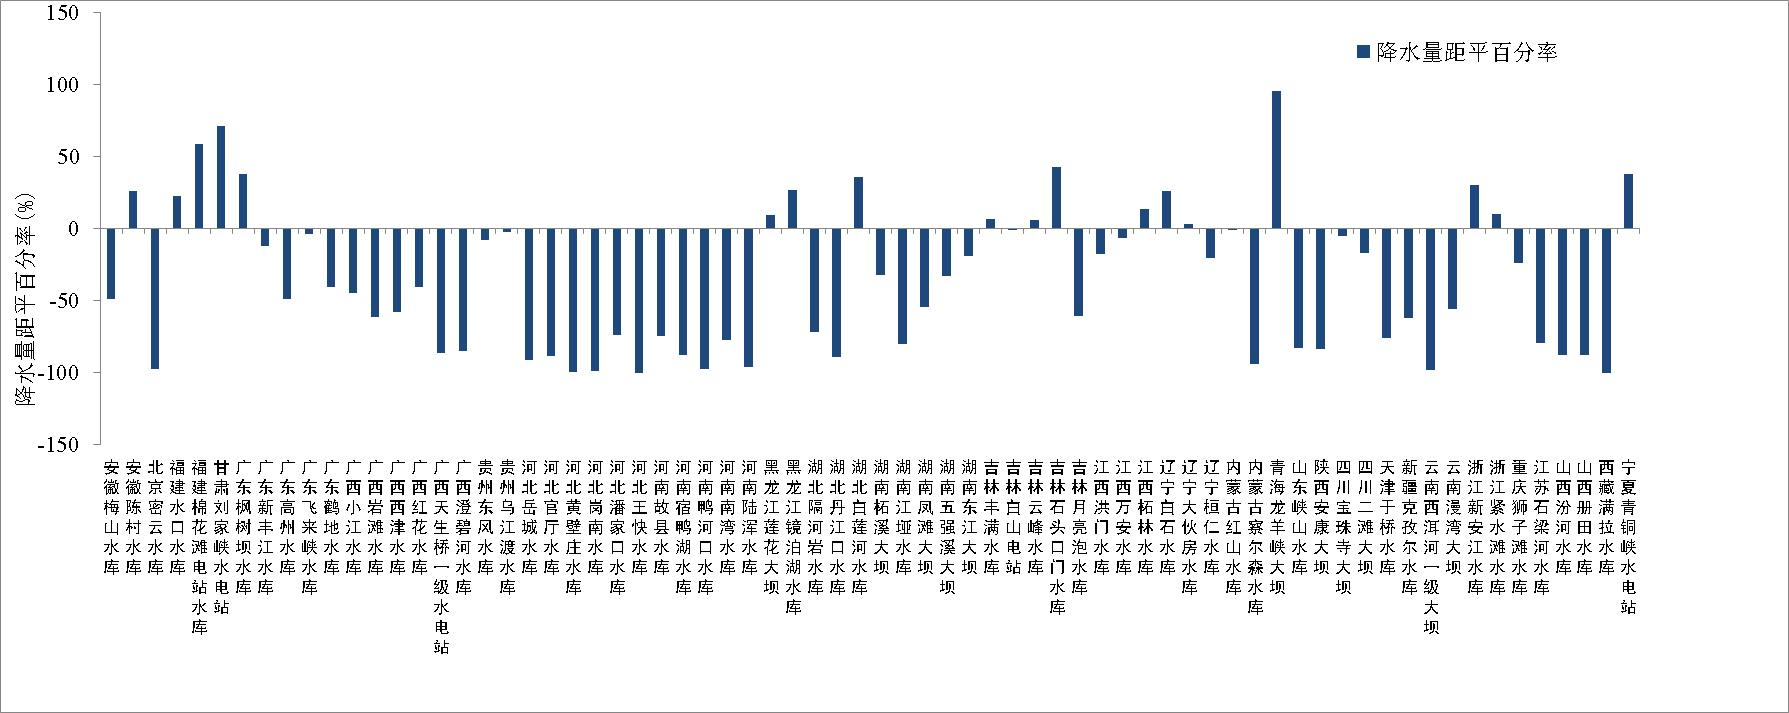 150
100
50
0
-50
-100
-150
降水量距平百分率(%)
降水量距平百分率
安徽梅山水库
安徽陈村水库
北京密云水库
福建水口水库
福建棉花滩电站水库
甘肃刘家峡水电站
广东枫树坝水库
广东新丰江水库
广东高州水库
广东飞来峡水库
广东鹤地水库
广西小江水库
广西岩滩水库
广西西津水库
广西红花水库
广西天生桥一级水电站
广西澄碧河水库
贵州东风水库
贵州乌江渡水库
河北岳城水库
河北官厅水库
河北黄壁庄水库
河北岗南水库
河北潘家口水库
河北王快水库
河南故县水库
河南宿鸭湖水库
河南鸭河口水库
河南南湾水库
河南陆浑水库
黑龙江莲花大坝
黑龙江镜泊湖水库
湖北隔河岩水库
湖北丹江口水库
湖北白莲河水库
湖南柘溪大坝
湖南江垭水库
湖南凤滩大坝
湖南五强溪大坝
湖南东江大坝
吉林丰满水库
吉林白山电站
吉林云峰水库
吉林石头口门水库
吉林月亮泡水库
江西洪门水库
江西万安水库
江西柘林水库
辽宁白石水库
辽宁大伙房水库
辽宁桓仁水库
内蒙古红山水库
内蒙古察尔森水库
青海龙羊峡大坝
山东峡山水库
陕西安康大坝
四川宝珠寺大坝
四川二滩大坝
天津于桥水库
新疆克孜尔水库
云南西洱河一级大坝
云南漫湾大坝
浙江新安江水库
浙江紧水滩水库
重庆狮子滩水库
江苏石梁河水库
山西汾河水库
山西册田水库
西藏满拉水库
宁夏青铜峡水电站